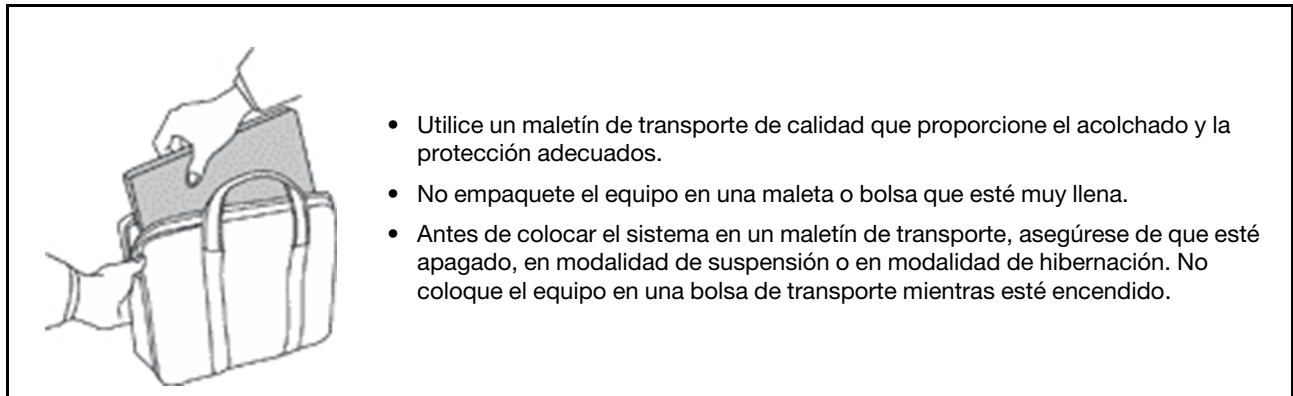 • Utilice un maletín de transporte de calidad que proporcione el acolchado y la
protección adecuados.
• No empaquete el equipo en una maleta o bolsa que esté muy llena.
• Antes de colocar el sistema en un maletín de transporte, asegúrese de que esté
apagado, en modalidad de suspensión o en modalidad de hibernación. No
coloque el equipo en una bolsa de transporte mientras esté encendido.